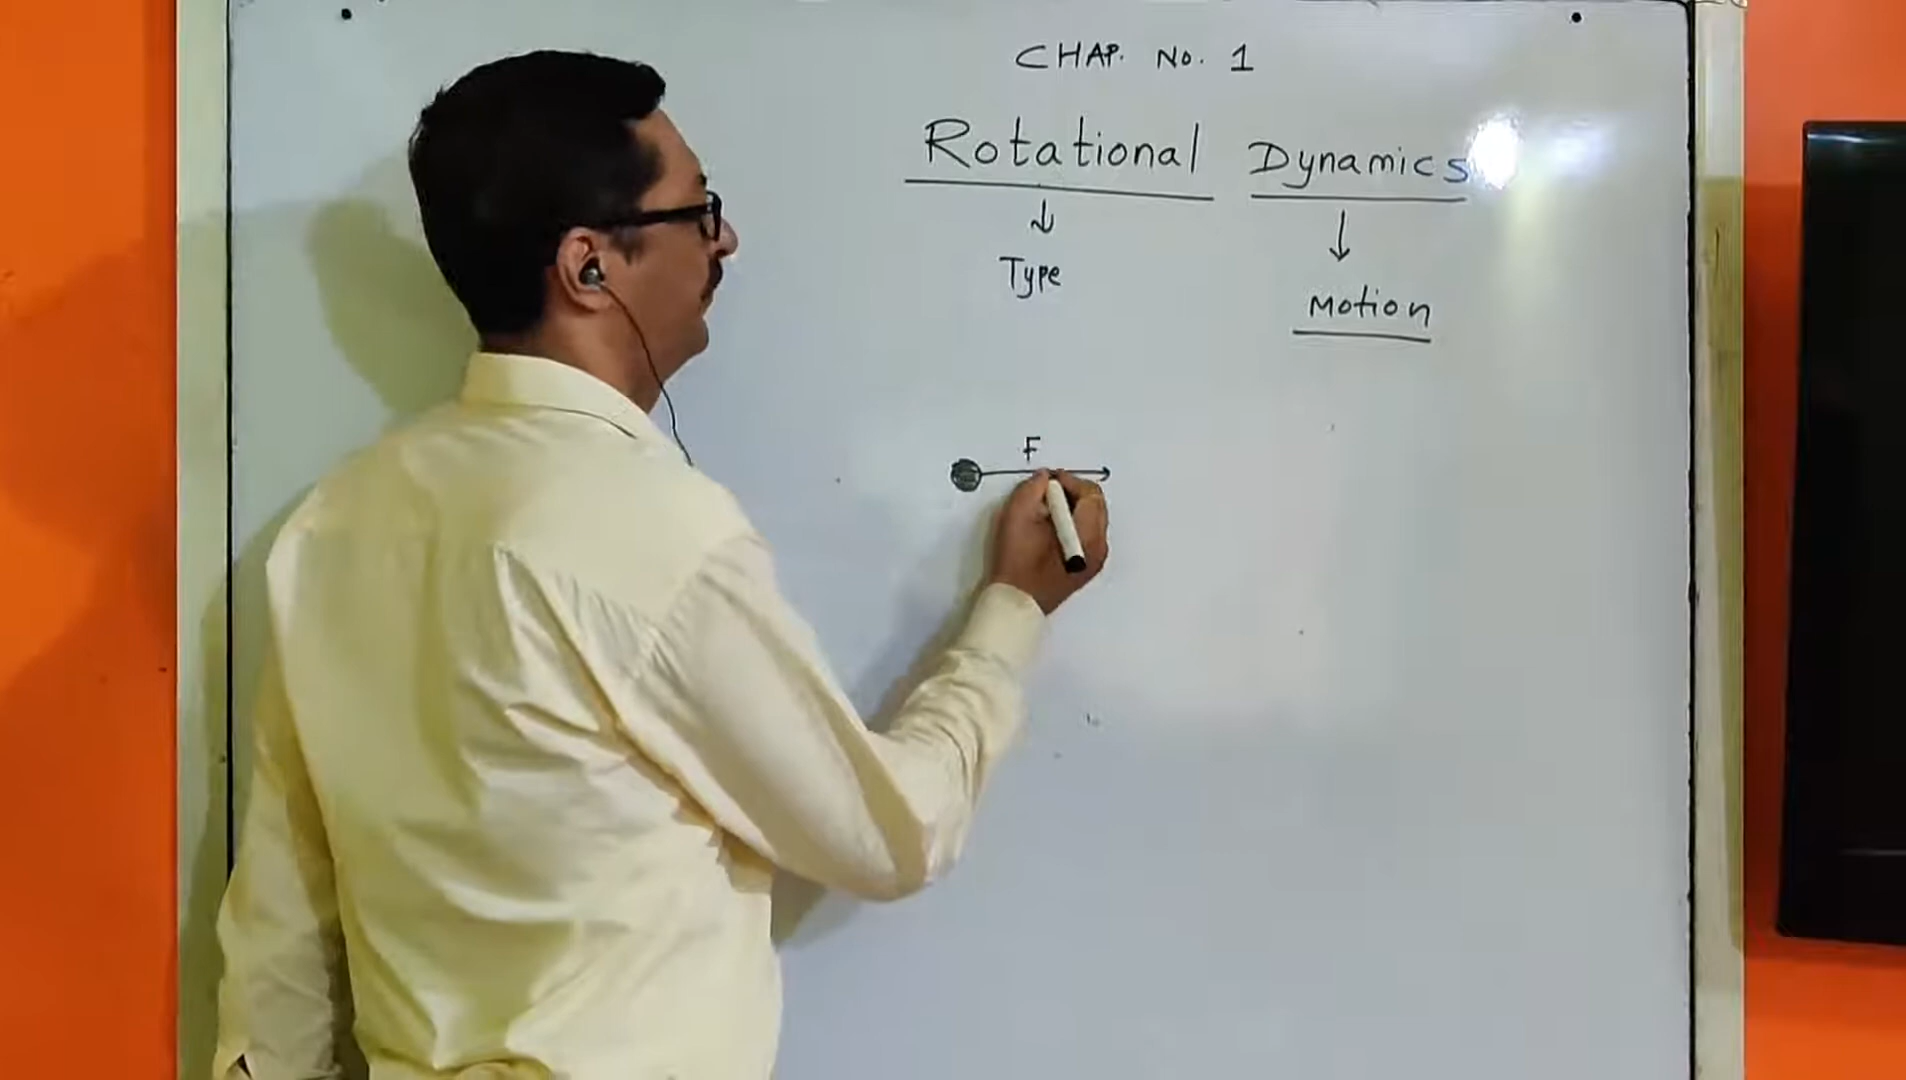 CHAP. No. 1
Rotational Dynamics
Type
Motion
F